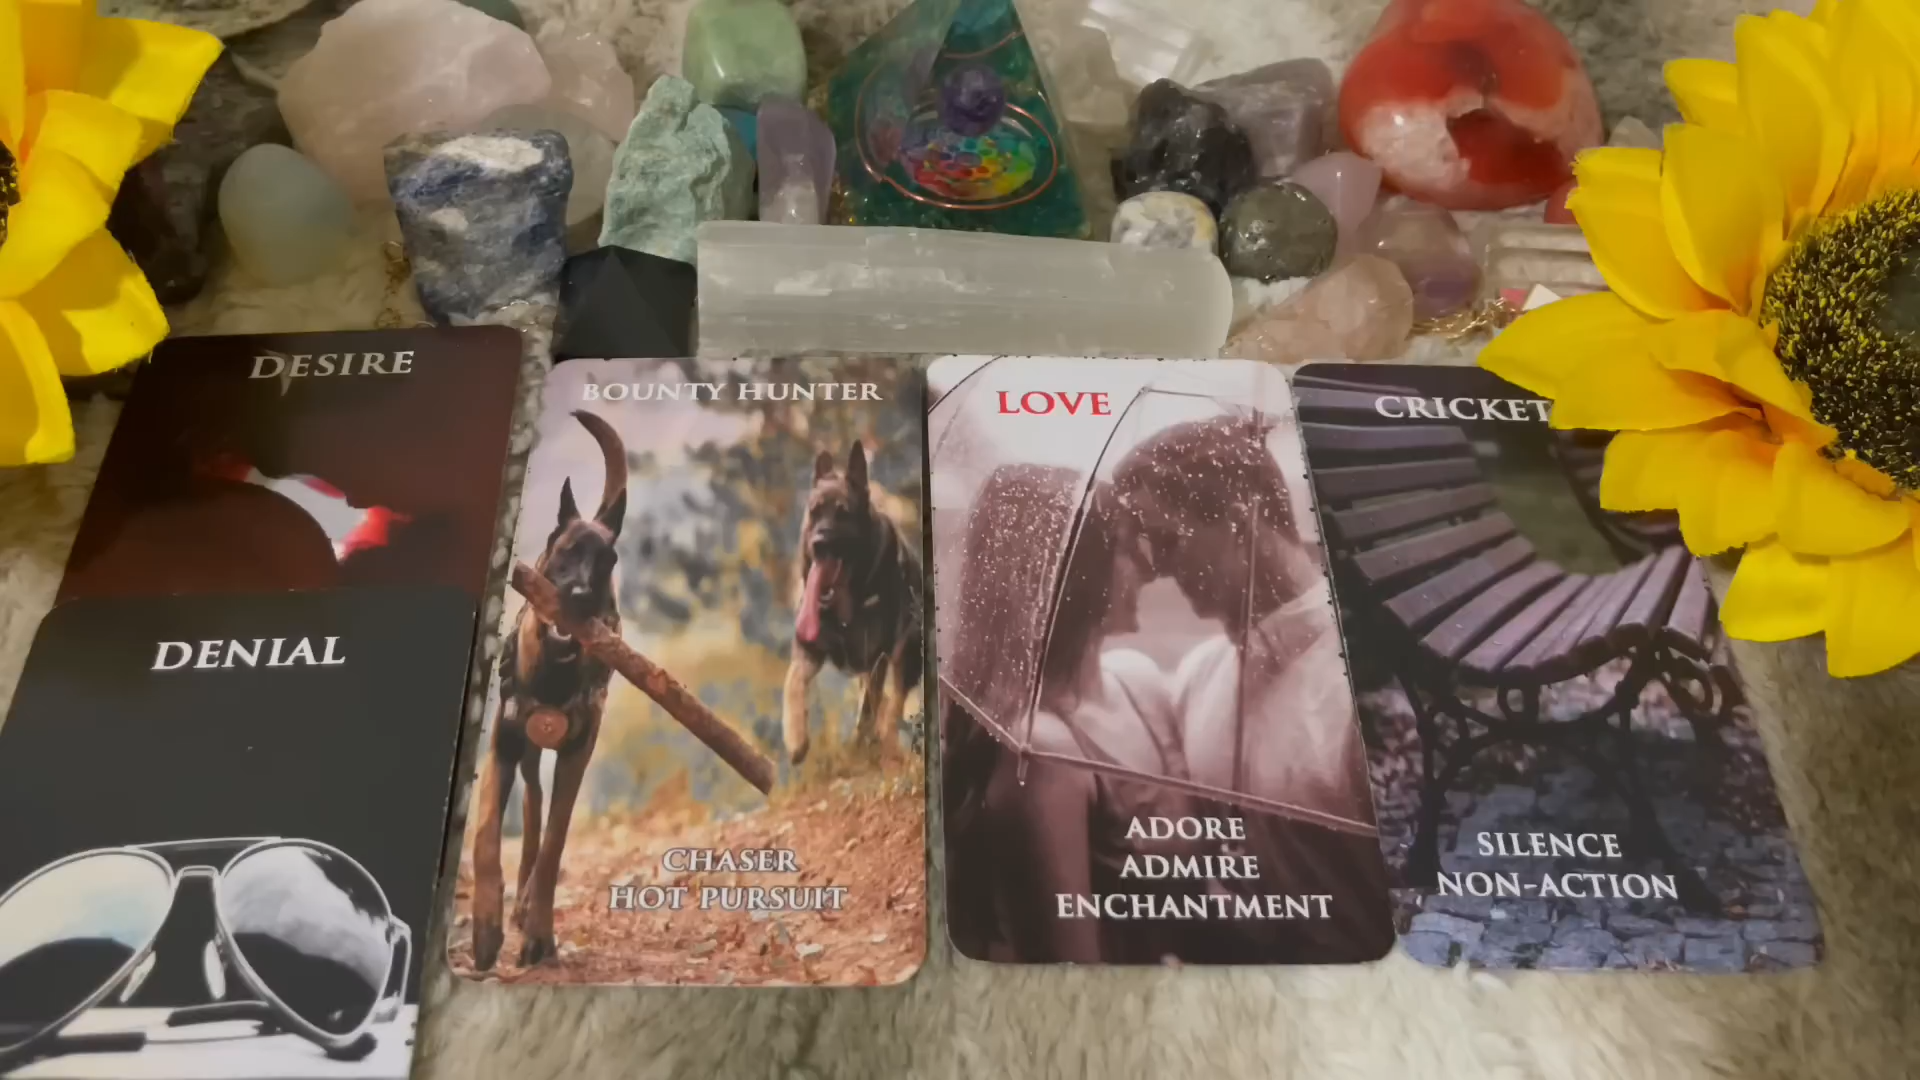 DESIRE
DENIAL
BOUNTY HUNTER
CHASER
HOT PURSUIT
LOVE
ADORE
ADMIRE
ENCHANTMENT
CRICKET
SILENCE
NON-ACTION